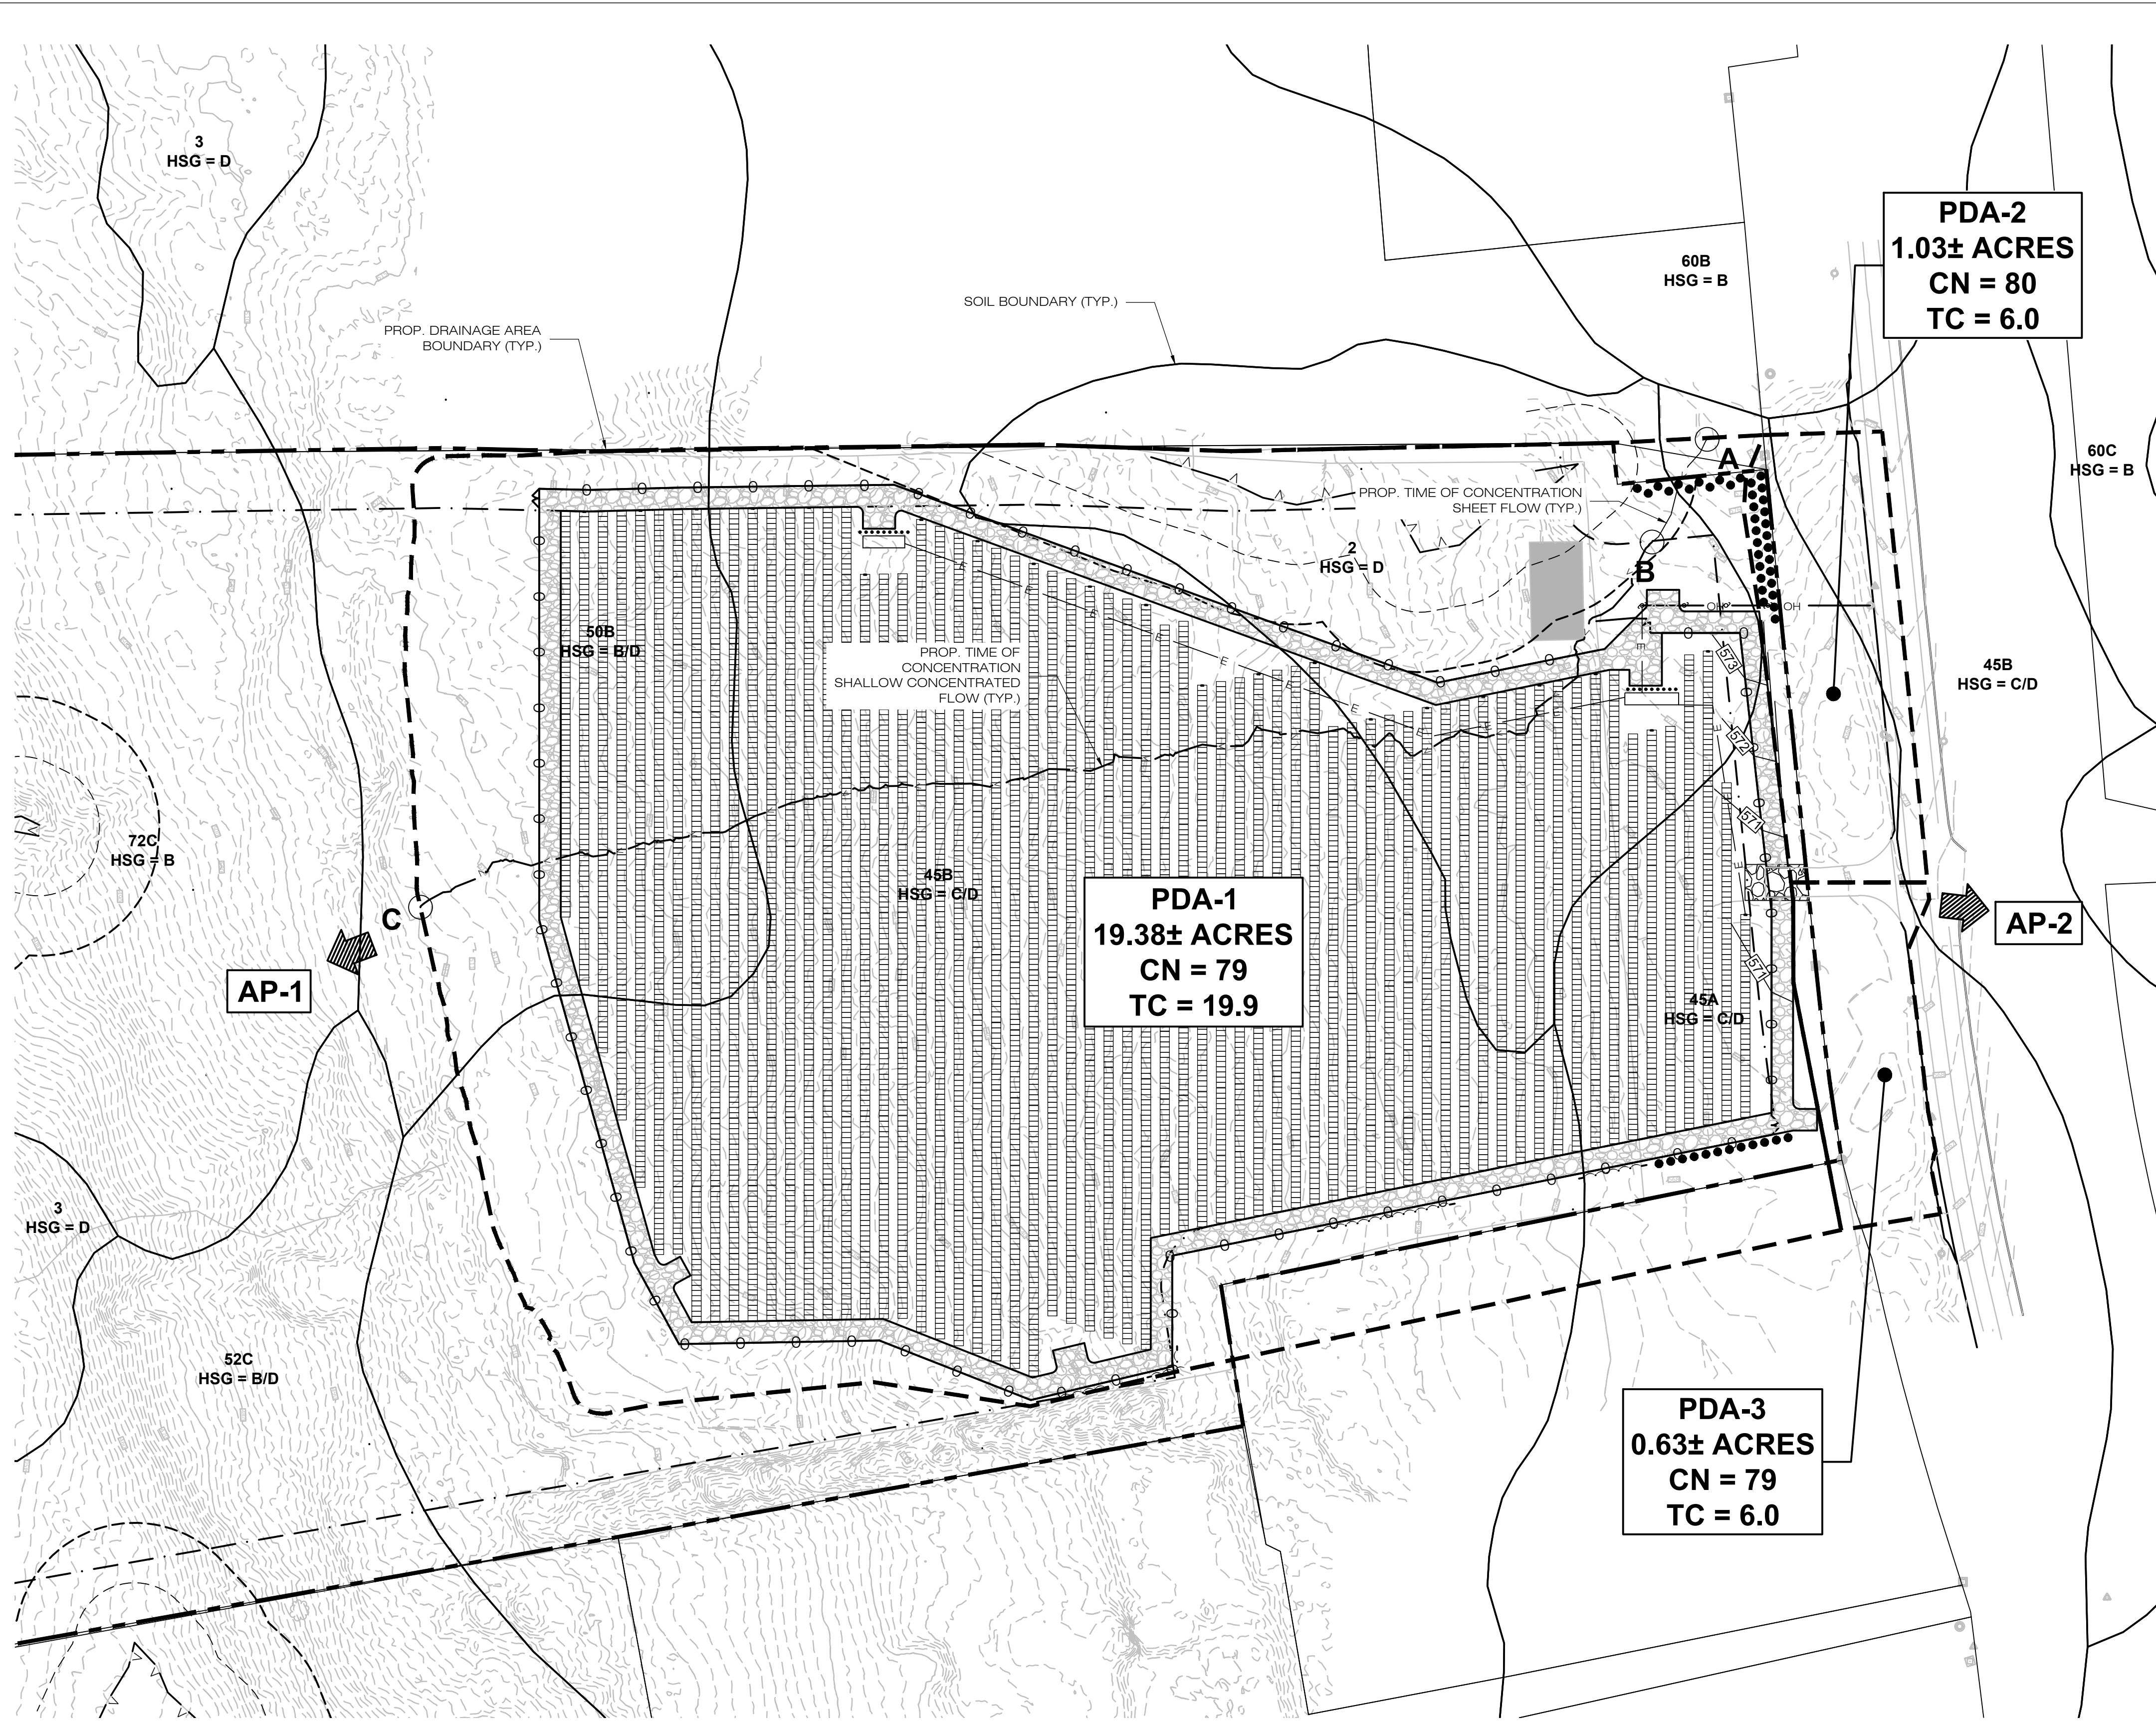 3
HSG = D
PDA-2
1.03± ACRES
CN = 80
TC = 6.0
60B
HSG = B
SOIL BOUNDARY (TYP.)
PROP. DRAINAGE AREA
BOUNDARY (TYP.)
60C
HSG = B
A
PROP. TIME OF CONCENTRATION
SHEET FLOW (TYP.)
2
HSG = D
B
OH
OH
E
E
E
E
E
E
E
E
E
E
E
E
E
E
50B
HSG = B/D
PROP. TIME OF
CONCENTRATION
SHALLOW CONCENTRATED
FLOW (TYP.)
573
45B
HSG = C/D
572
571
72C
HSG = B
45B
HSG = C/D
PDA-1
19.38± ACRES
CN = 79
TC = 19.9
C
AP-1
AP-2
571
45A
HSG = C/D
3
HSG = D
52C
HSG = B/D
PDA-3
0.63± ACRES
CN = 79
TC = 6.0